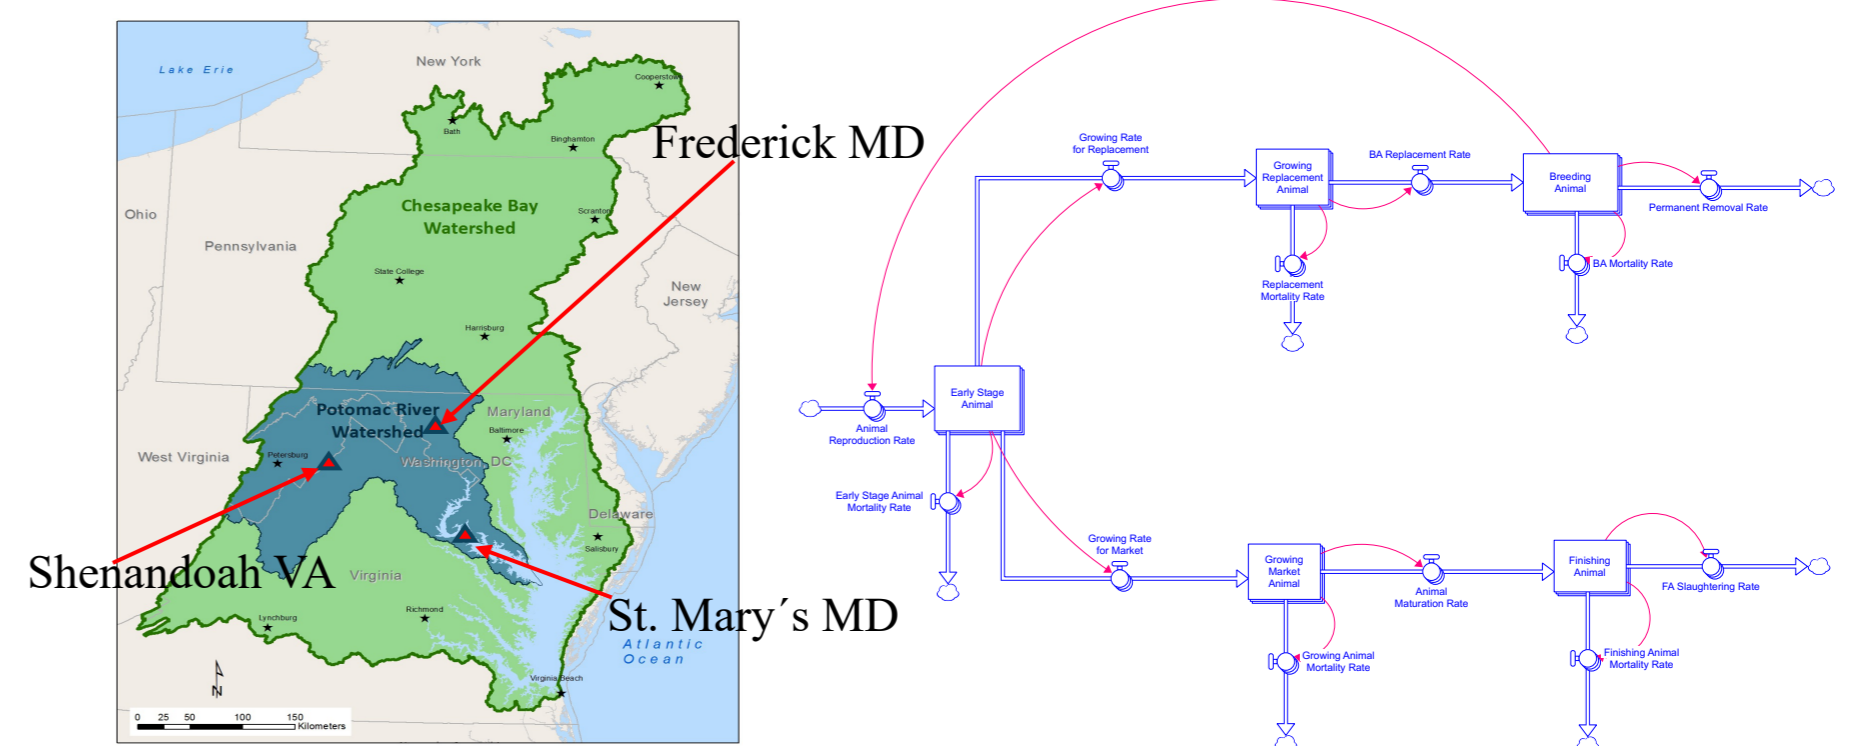 Lake Erie
New York
Cooperstown
Bath
Binghamton
Frederick MD
Ohio
Chesapeake Bay
Watershed
Scranton
Pennsylvania
State College
New
Jersey
Harrisburg
Potomac River
Watershed
Maryland
Baltimore
West Virginia
Petersburg
Washington, DC
Delaware
Salisbury
Shenandoah VA
Virginia
St. Mary´s MD
Richmond
Lynchburg
Atlantic
Ocean
Virginia Beach
N
0 25 50 100 150
Kilometers
Growing Rate
for Replacement
Growing
Replacement
Animal
BA Replacement Rate
Breeding
Animal
Permanent Removal Rate
Replacement
Mortality Rate
BA Mortality Rate
Early Stage
Animal
Animal
Reproduction Rate
Early Stage Animal
Mortality Rate
Growing Rate
for Market
Growing
Market
Animal
Animal
Maturation Rate
Finishing
Animal
FA Slaughtering Rate
Growing Animal
Mortality Rate
Finishing Animal
Mortality Rate